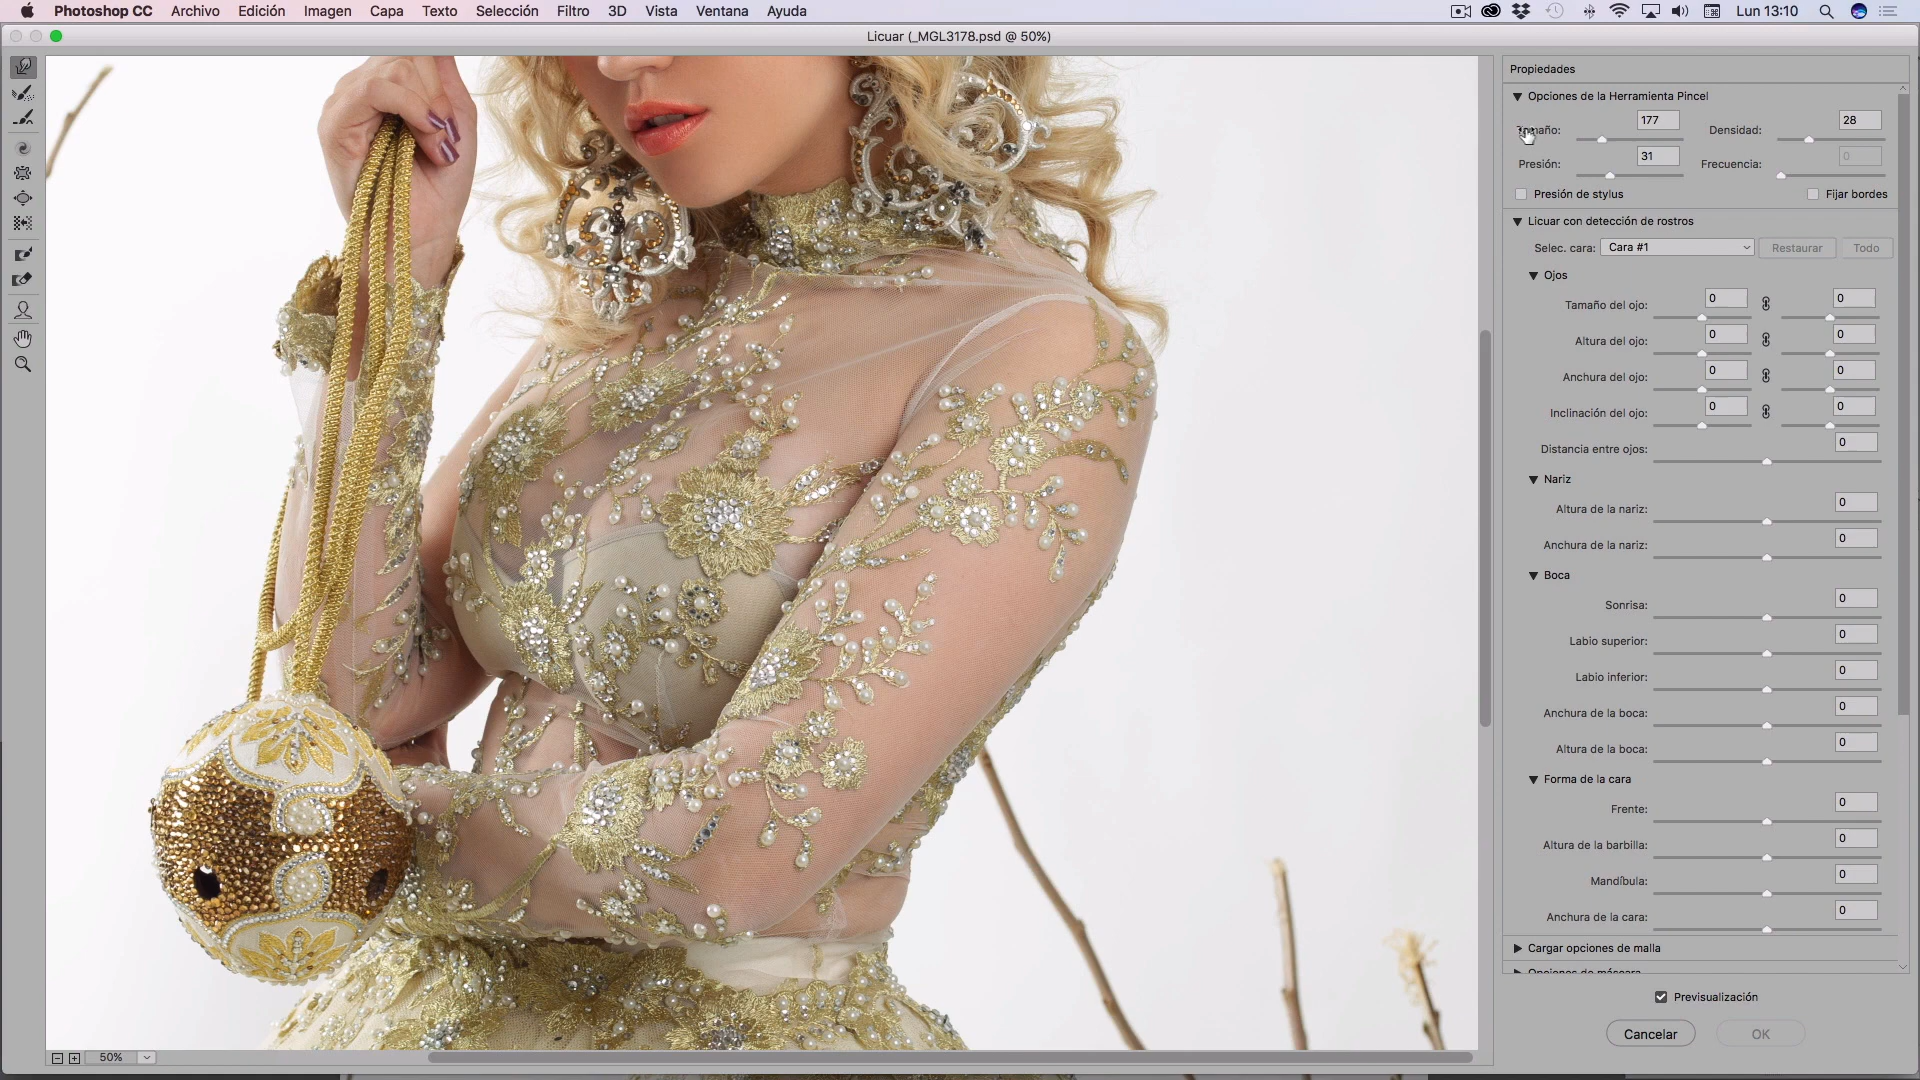 Photoshop CC Archivo Edición Imagen Capa Texto Selección Filtro 3D Vista Ventana Ayuda Lun 13:10
Licuar (_MGL3178.psd @ 50%)
Propiedades
Opciones de la Herramienta Pincel
Tamaño: 177 Densidad: 28
Presión: 31 Frecuencia: 0
Presión de stylus Fijar bordes
Licuar con detección de rostros
Selec. cara: Cara #1 Restaurar Todo
Ojos
Tamaño del ojo: 0 0
Altura del ojo: 0 0
Anchura del ojo: 0 0
Inclinación del ojo: 0 0
Distancia entre ojos: 0
Nariz
Altura de la nariz: 0
Anchura de la nariz: 0
Boca
Sonrisa: 0
Labio superior: 0
Labio inferior: 0
Anchura de la boca: 0
Altura de la boca: 0
Forma de la cara
Frente: 0
Altura de la barbilla: 0
Mandíbula: 0
Anchura de la cara: 0
Cargar opciones de malla
Opciones de máscara
Previsualización
Cancelar OK
50%